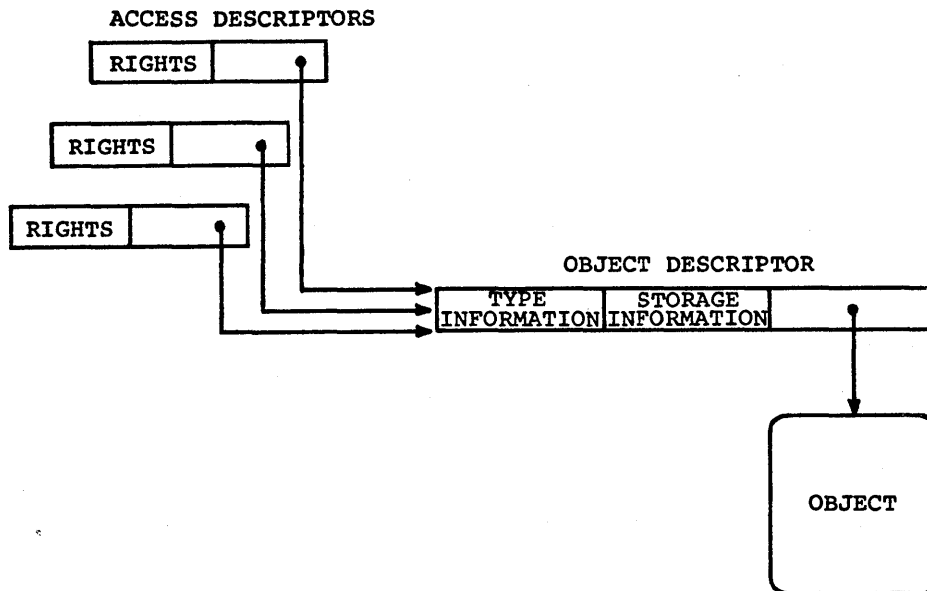 ACCESS DESCRIPTORS
RIGHTS
RIGHTS
RIGHTS
OBJECT DESCRIPTOR
TYPE INFORMATION
STORAGE INFORMATION
OBJECT